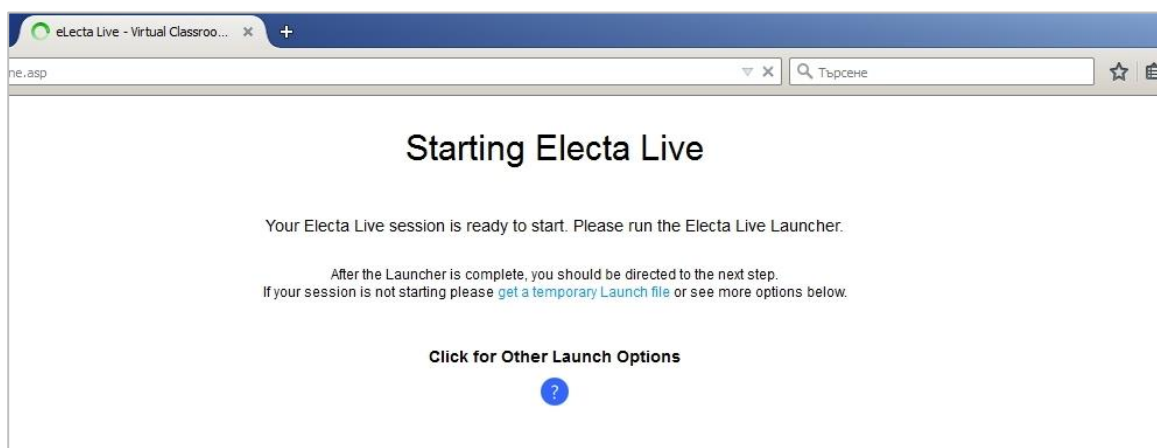 eLecta Live - Virtual Classroo...
ne.asp
Търсене
Starting Electa Live
Your Electa Live session is ready to start. Please run the Electa Live Launcher.
After the Launcher is complete, you should be directed to the next step.
If your session is not starting please get a temporary Launch file or see more options below.
Click for Other Launch Options
?